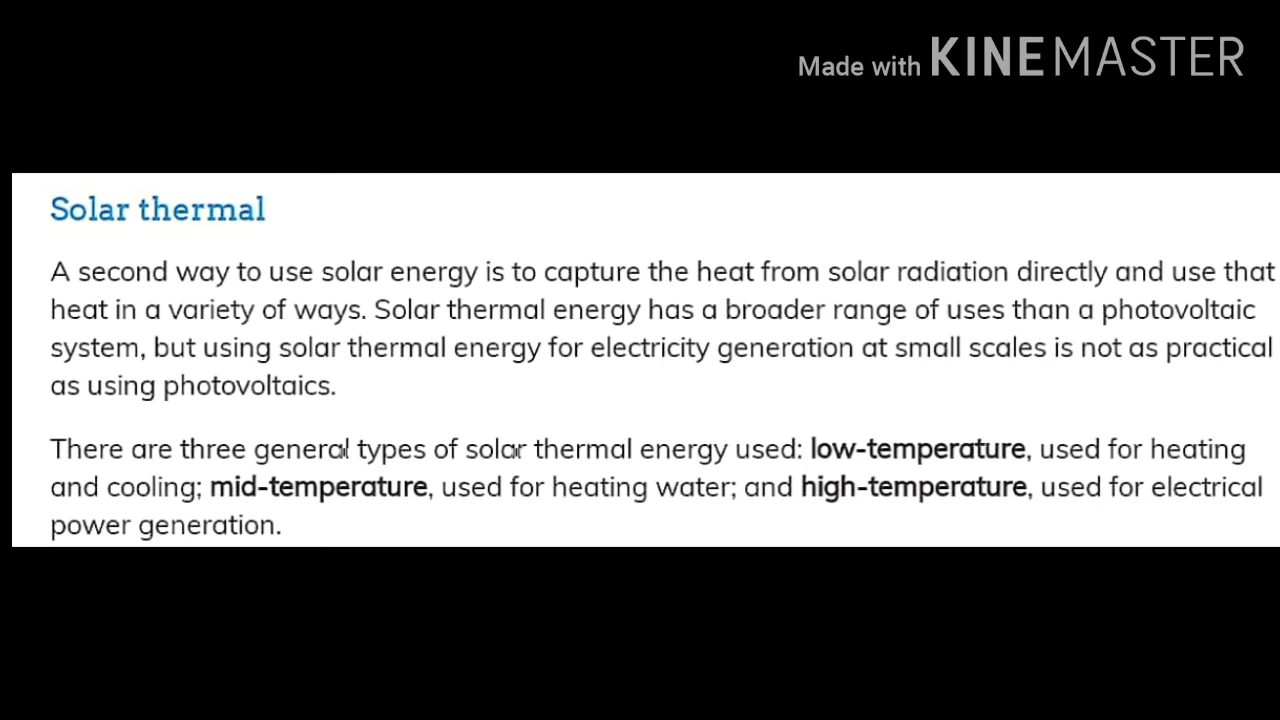 Made with KINEMASTER
Solar thermal
A second way to use solar energy is to capture the heat from solar radiation directly and use that
heat in a variety of ways. Solar thermal energy has a broader range of uses than a photovoltaic
system, but using solar thermal energy for electricity generation at small scales is not as practical
as using photovoltaics.
There are three general types of solar thermal energy used: low-temperature, used for heating
and cooling; mid-temperature, used for heating water; and high-temperature, used for electrical
power generation.